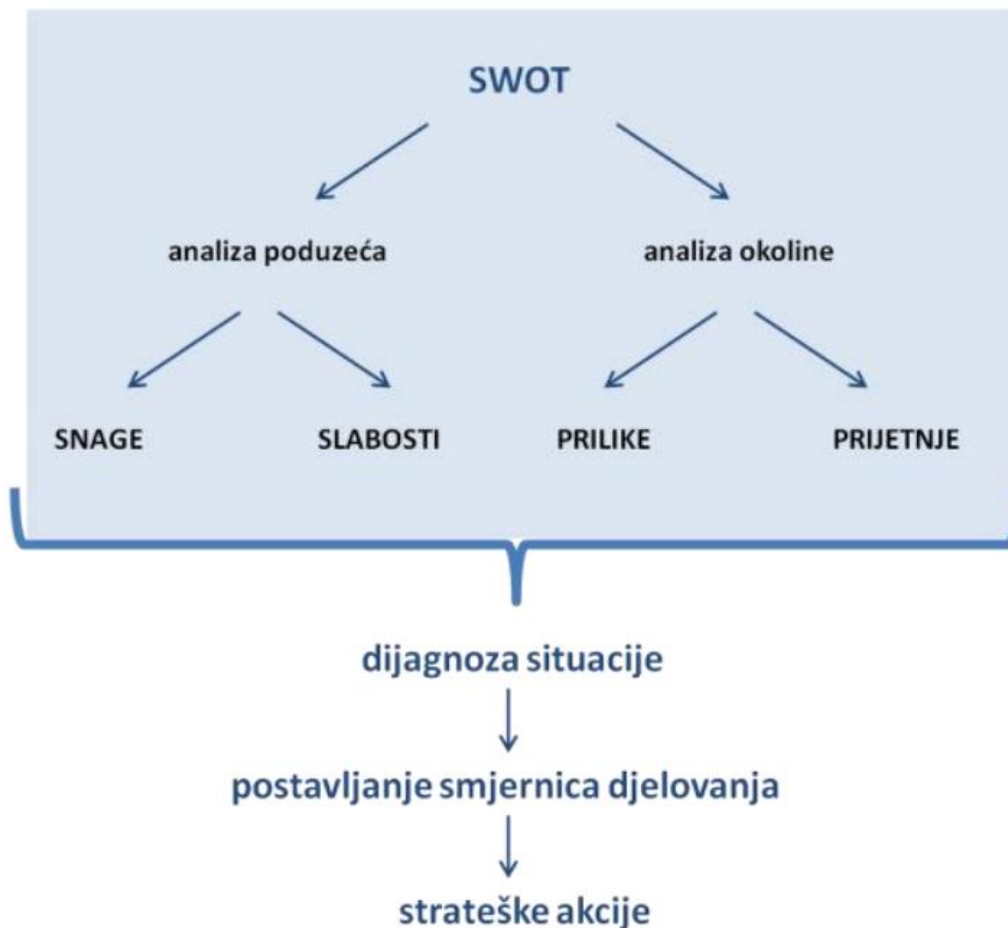 SWOT
analiza poduzeća analiza okoline
SNAGE SLABOSTI PRILIKE PRIJETNJE
dijagnoza situacije
postavljanje smjernica djelovanja
strateške akcije